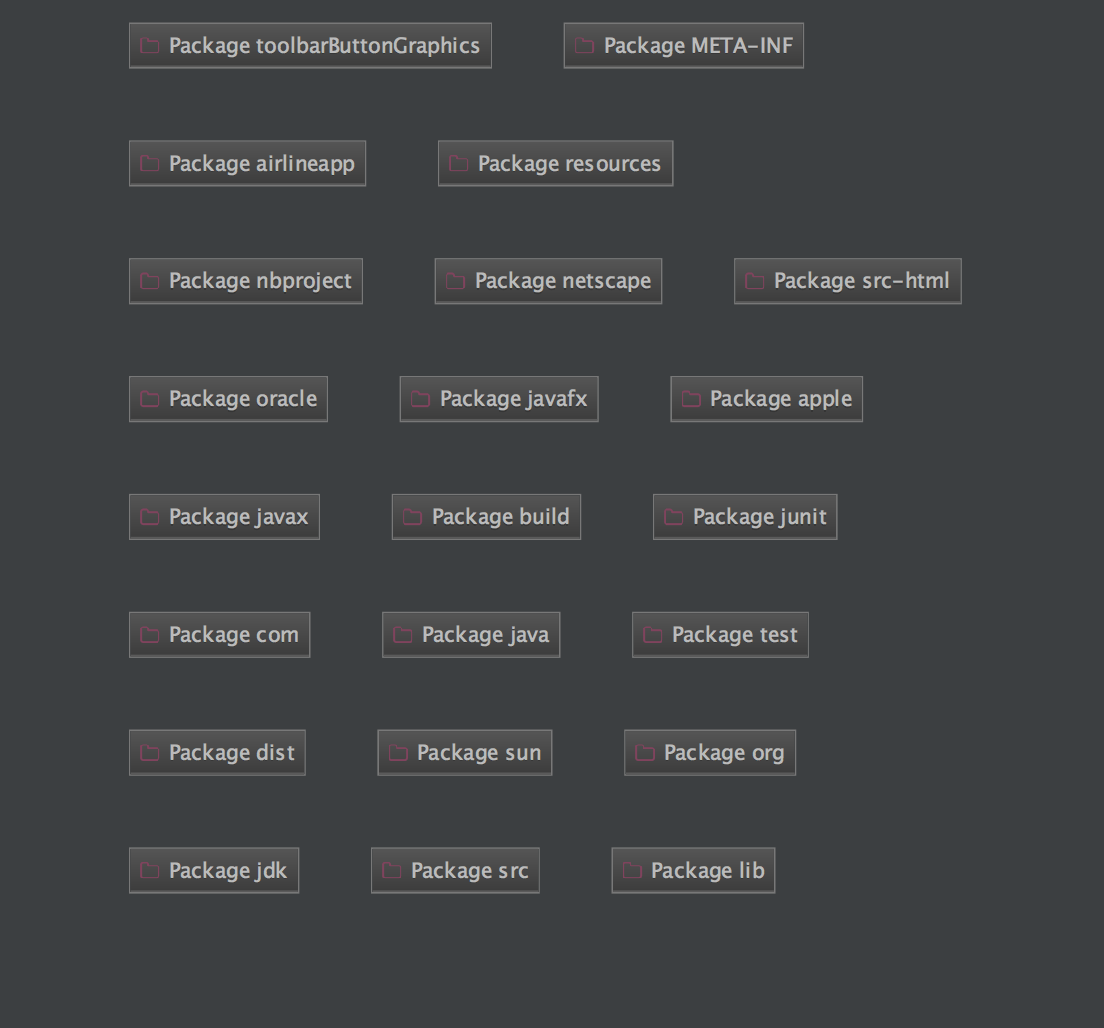 Package toolbarButtonGraphics Package META-INF
Package airlineapp Package resources
Package nbproject Package netscape Package src-html
Package oracle Package javafx Package apple
Package javax Package build Package junit
Package com Package java Package test
Package dist Package sun Package org
Package jdk Package src Package lib